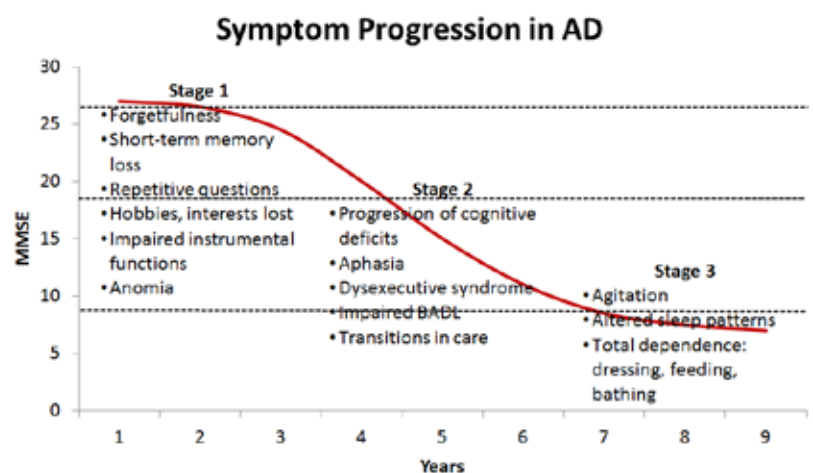 Symptom Progression in AD
30
25
20
15
10
5
0
MMSE
Stage 1
•Forgetfulness
•Short-term memory
loss
•Repetitive questions
•Hobbies, interests lost
•Impaired instrumental
functions
•Anomia
Stage 2
•Progression of cognitive
deficits
•Aphasia
•Dysexecutive syndrome
•Impaired BADL
•Transitions in care
Stage 3
•Agitation
•Altered sleep patterns
•Total dependence:
dressing, feeding,
bathing
1 2 3 4 5 6 7 8 9
Years